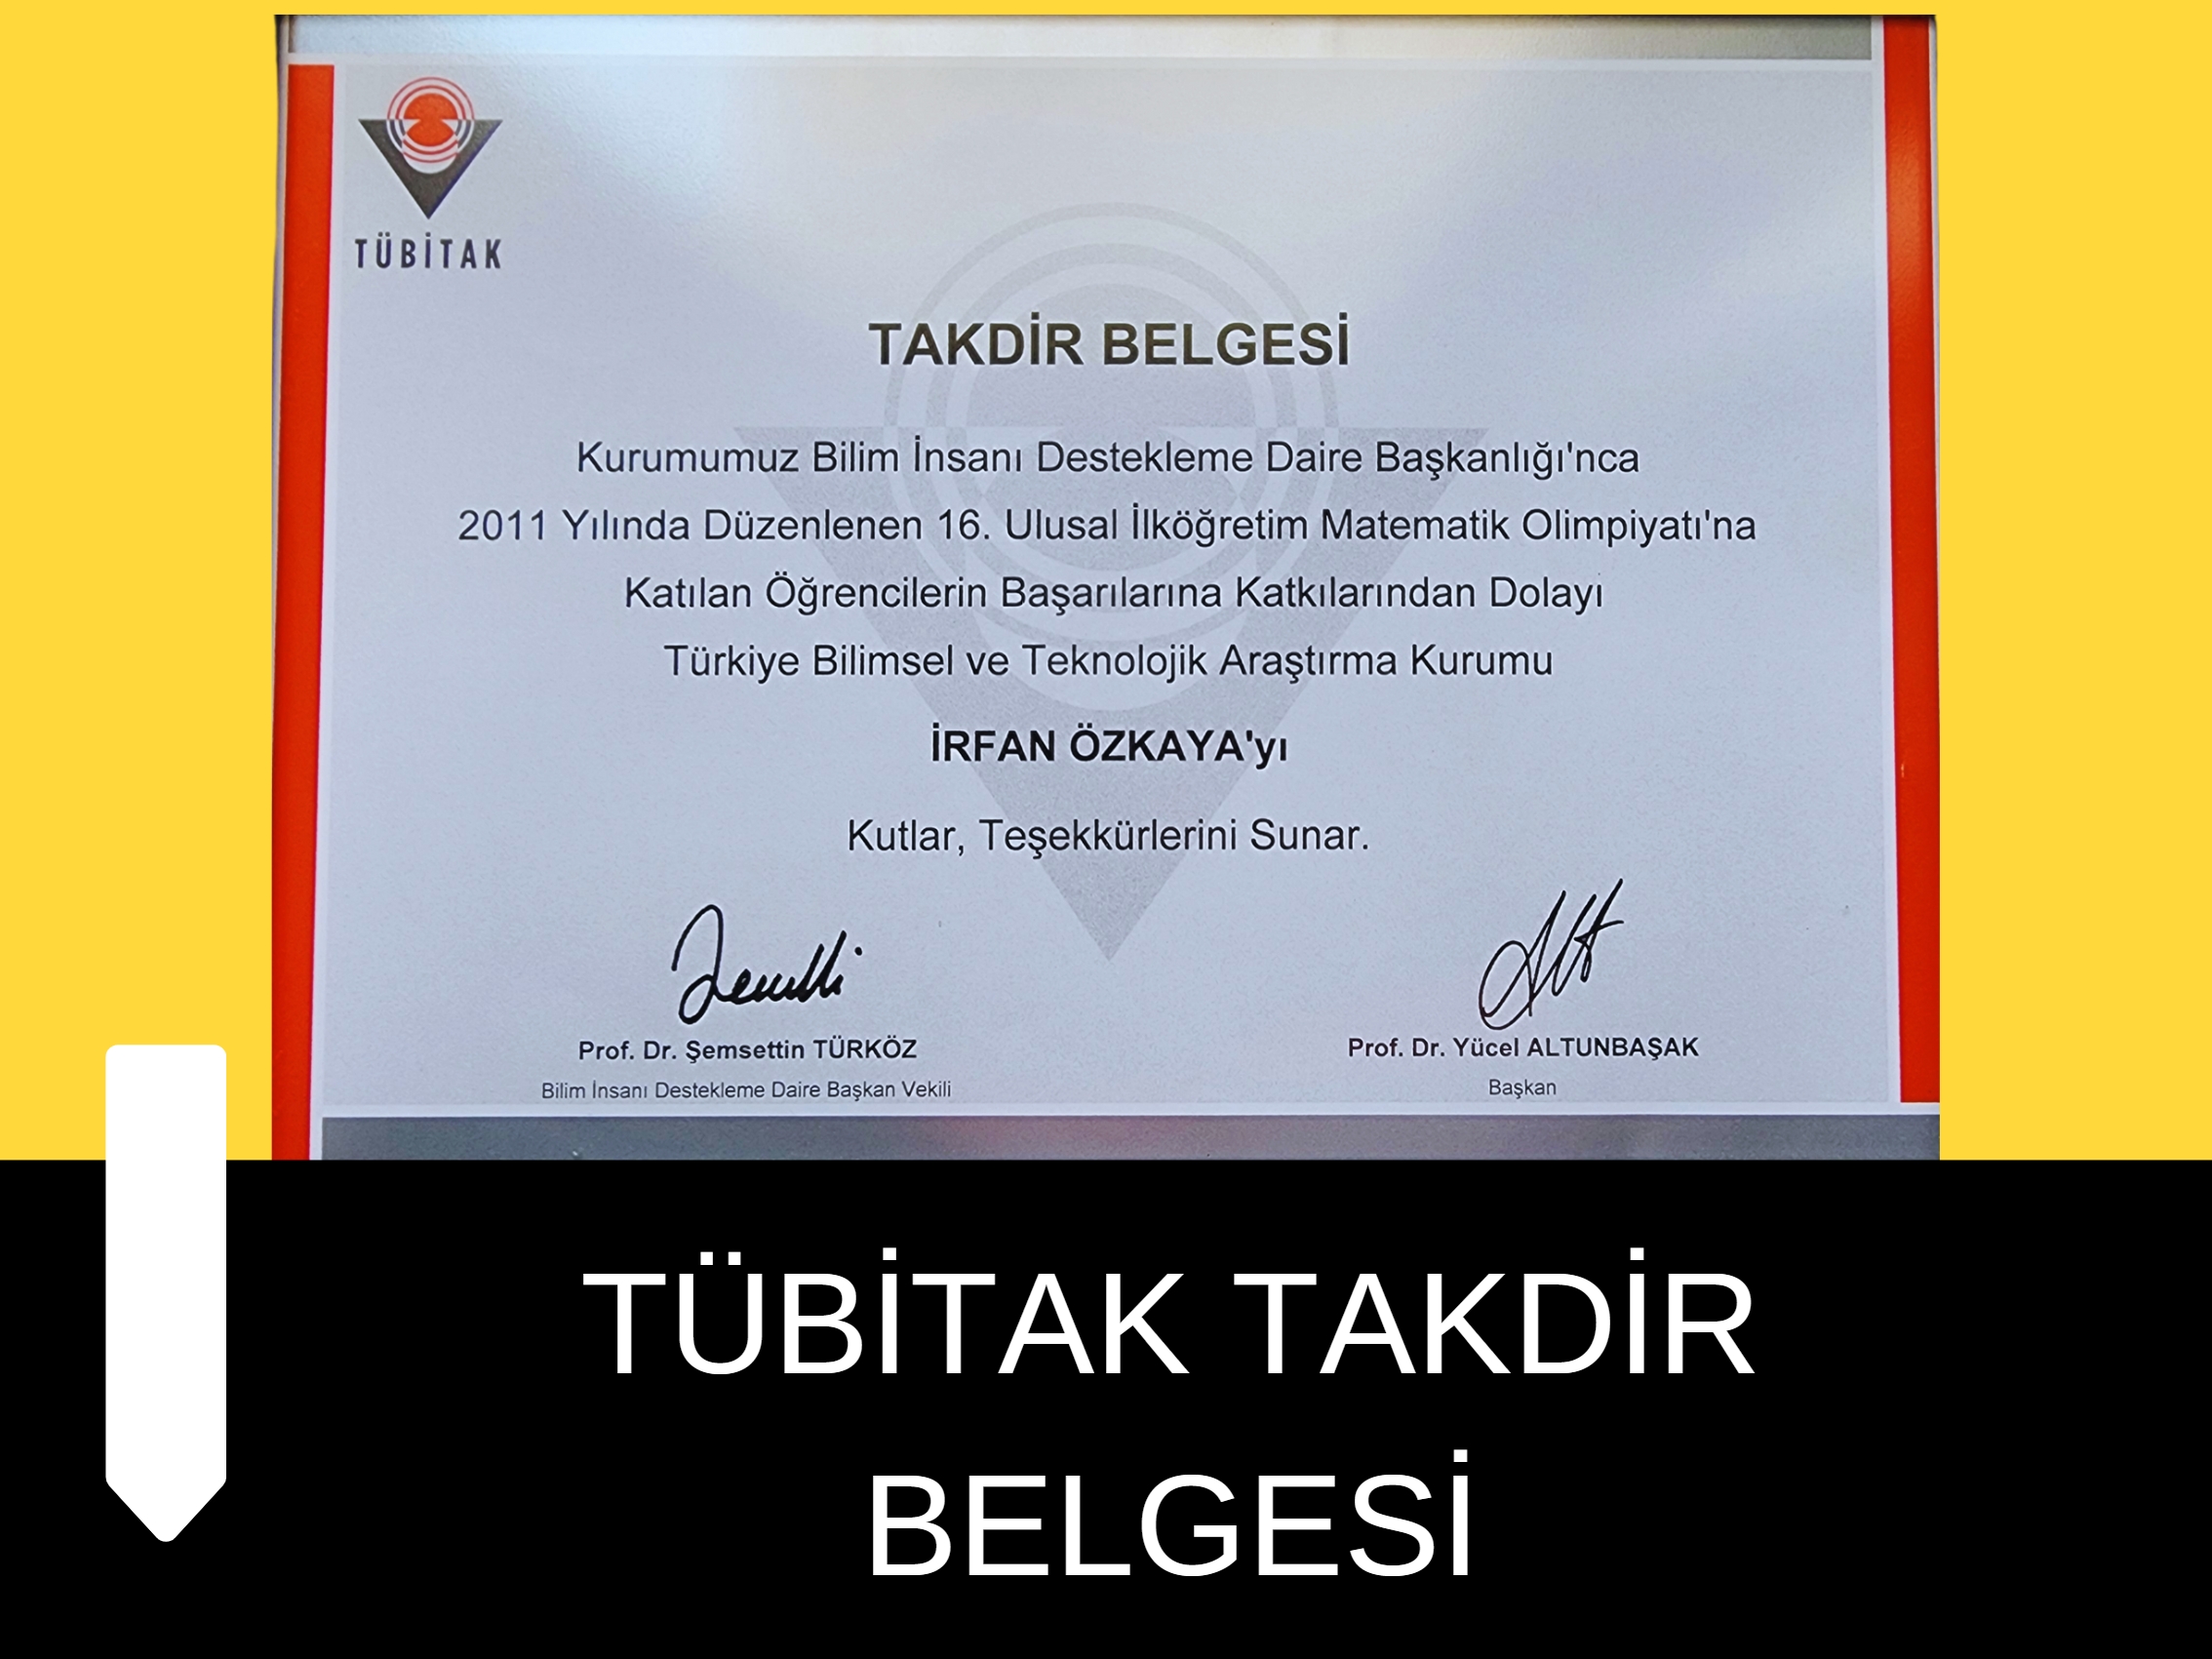 TÜBİTAK
TAKDİR BELGESİ
Kurumumuz Bilim İnsanı Destekleme Daire Başkanlığı'nca
2011 Yılında Düzenlenen 16. Ulusal İlköğretim Matematik Olimpiyatı'na
Katılan Öğrencilerin Başarılarına Katkılarından Dolayı
Türkiye Bilimsel ve Teknolojik Araştırma Kurumu
İRFAN ÖZKAYA'yı
Kutlar, Teşekkürlerini Sunar.
Prof. Dr. Şemsettin TÜRKÖZ
Bilim İnsanı Destekleme Daire Başkan Vekili
Prof. Dr. Yücel ALTUNBAŞAK
Başkan
TÜBİTAK TAKDİR
BELGESİ